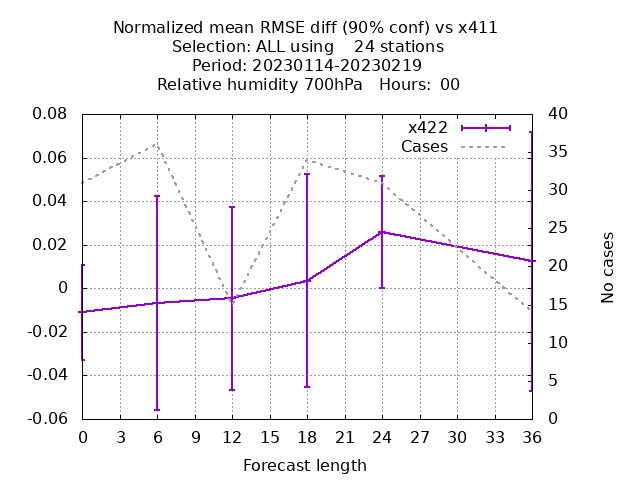 Normalized mean RMSE diff (90% conf) vs x411
Selection: ALL using    24 stations
Period: 20230114-20230219
Relative humidity 700hPa   Hours:  00
x422
Cases
0.08
0.06
0.04
0.02
0
-0.02
-0.04
-0.06
40
35
30
25
20
15
10
5
0
No cases
0 3 6 9 12 15 18 21 24 27 30 33 36
Forecast length